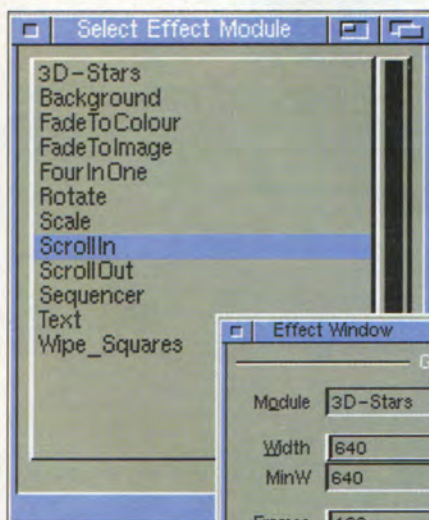 Select Effect Module
3D-Stars
Background
FadeToColour
FadeToImage
FourInOne
Rotate
Scale
ScrollIn
ScrollOut
Sequencer
Text
Wipe_Squares
Effect Window
Module 3D-Stars
Width 640
MinW 640